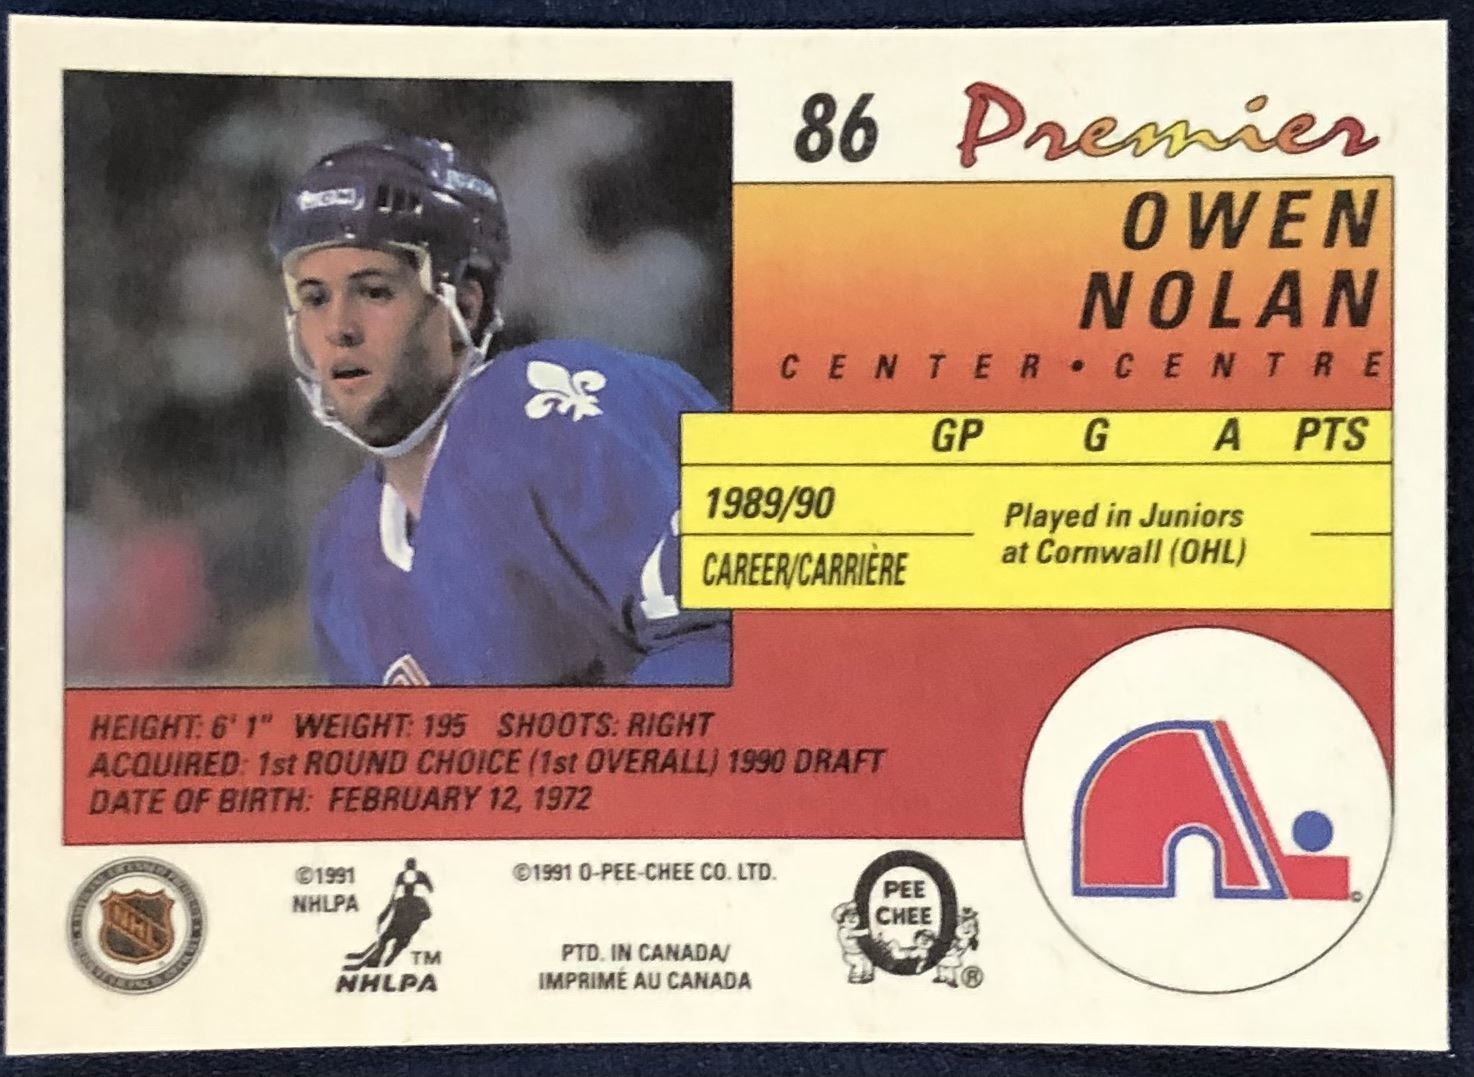 86 Premier
OWEN
NOLAN
CENTER • CENTRE
GP G A PTS
1989/90
Played in Juniors
at Cornwall (OHL)
CAREER/CARRIÈRE
HEIGHT: 6' 1" WEIGHT: 195 SHOOTS: RIGHT
ACQUIRED: 1st ROUND CHOICE (1st OVERALL) 1990 DRAFT
DATE OF BIRTH: FEBRUARY 12, 1972
NHL
©1991
NHLPA
TM
NHLPA
©1991 O-PEE-CHEE CO. LTD.
PTD. IN CANADA/
IMPRIMÉ AU CANADA
PEE
CHEE
®
©